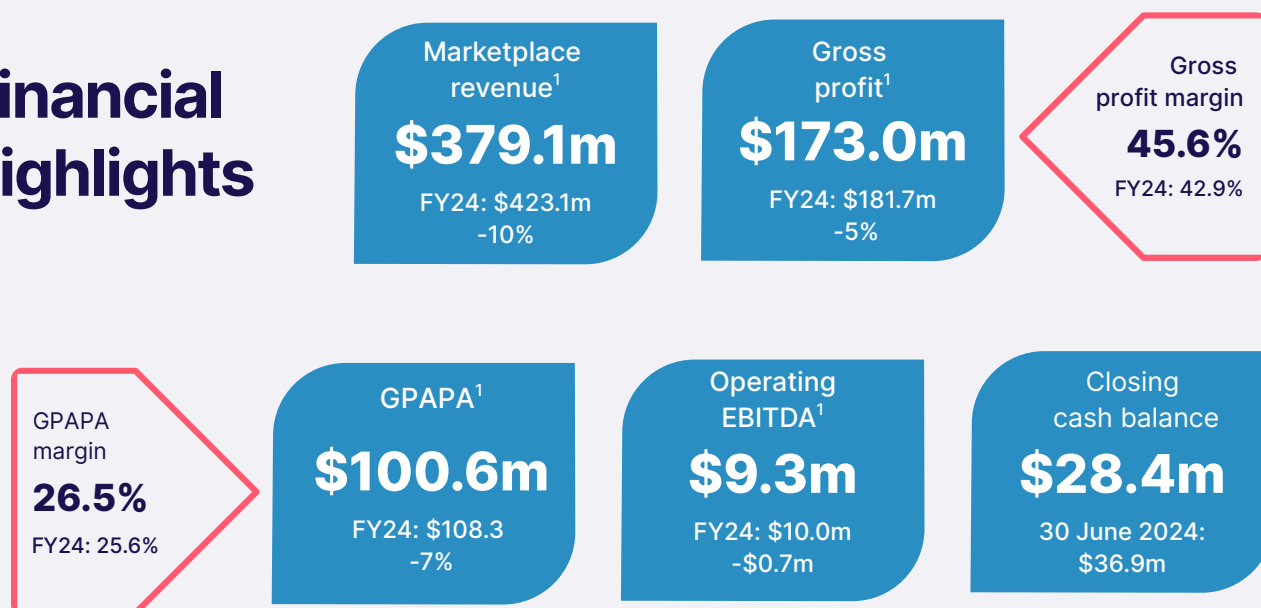 inancial
ighlights
Marketplace
revenue¹
$379.1m
FY24: $423.1m
-10%
Gross
profit¹
$173.0m
FY24: $181.7m
-5%
Gross
profit margin
45.6%
FY24: 42.9%
GPAPA
margin
26.5%
FY24: 25.6%
GPAPA¹
$100.6m
FY24: $108.3
-7%
Operating
EBITDA¹
$9.3m
FY24: $10.0m
-$0.7m
Closing
cash balance
$28.4m
30 June 2024:
$36.9m